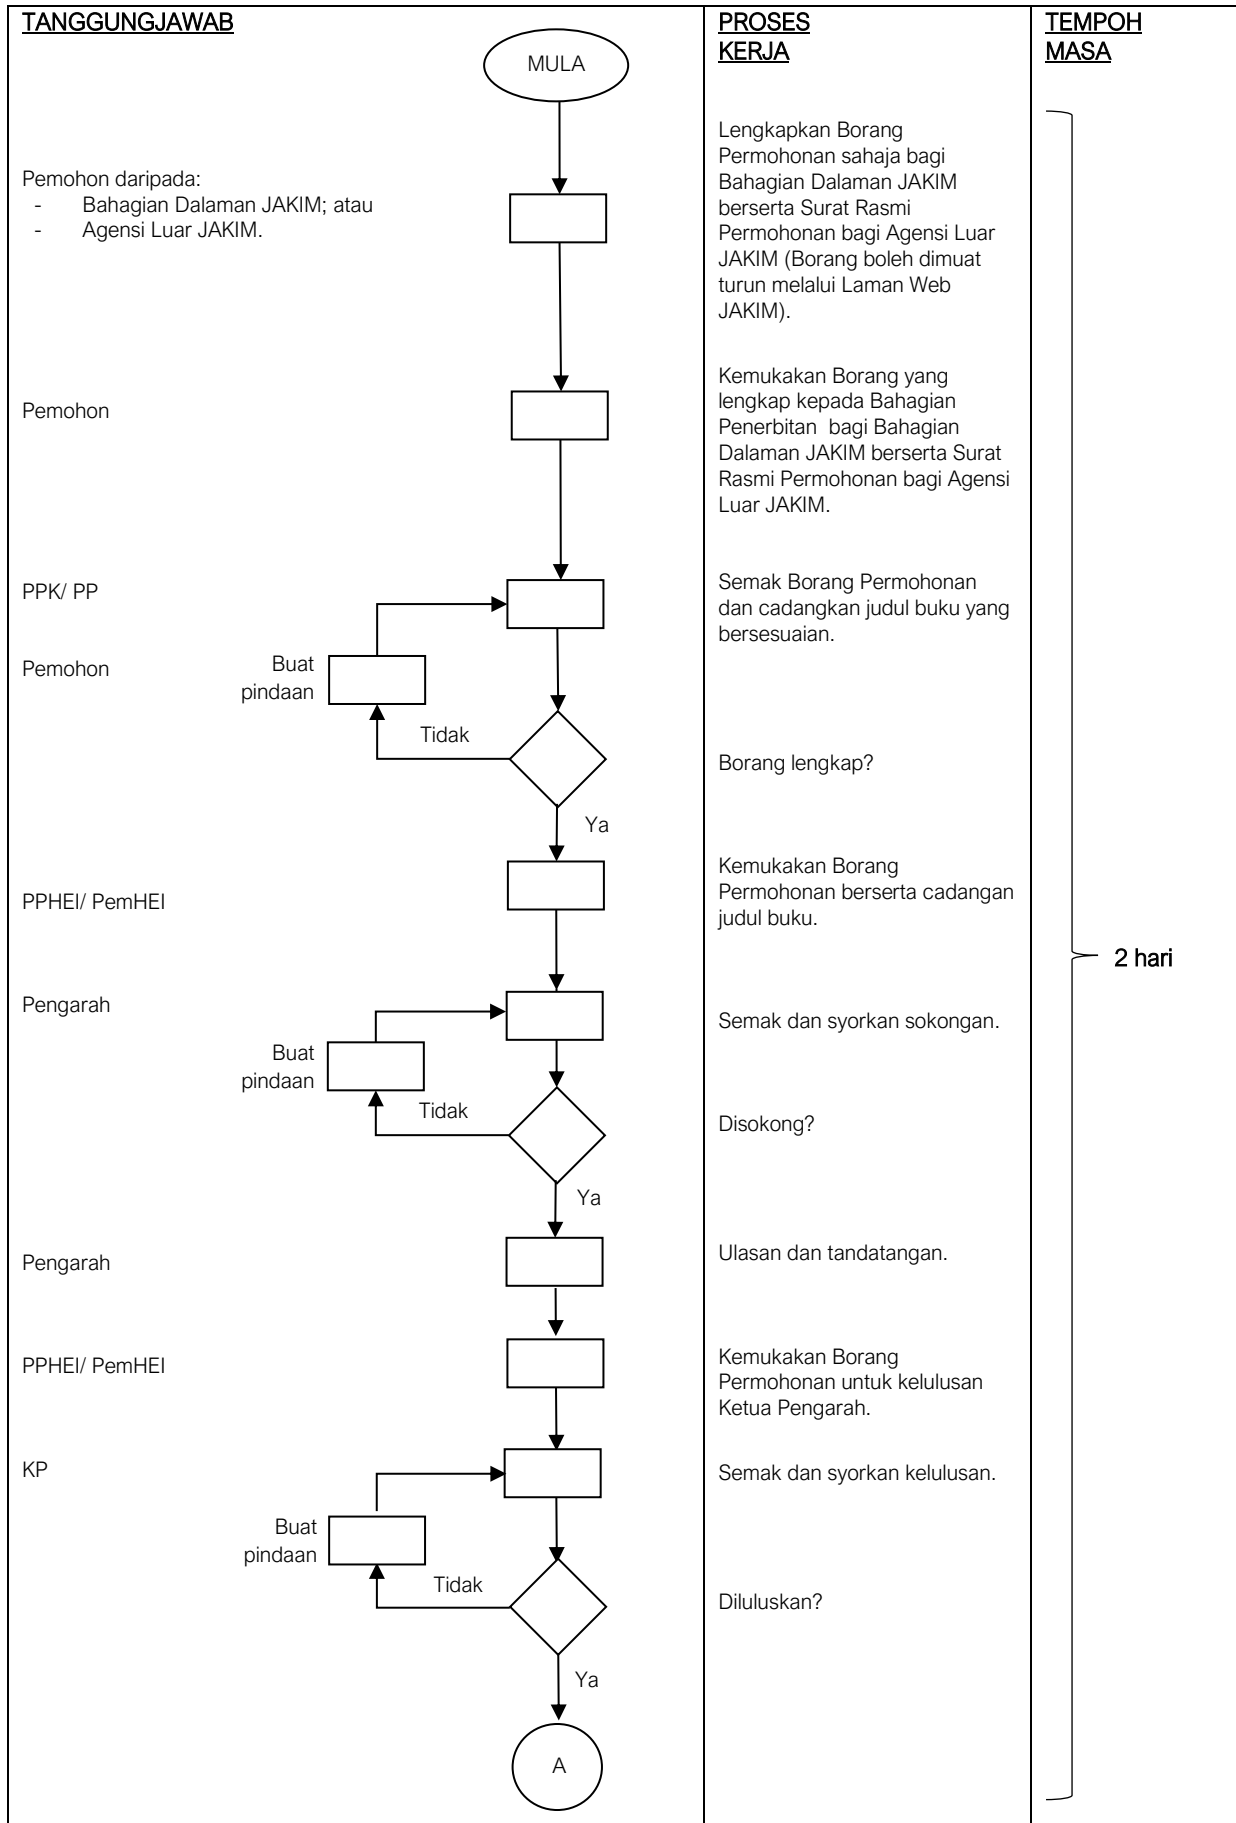 TANGGUNGJAWAB
PROSES
KERJA
TEMPOH
MASA
MULA
Pemohon daripada:
- Bahagian Dalaman JAKIM; atau
- Agensi Luar JAKIM.
Lengkapkan Borang
Permohonan sahaja bagi
Bahagian Dalaman JAKIM
berserta Surat Rasmi
Permohonan bagi Agensi Luar
JAKIM (Borang boleh dimuat
turun melalui Laman Web
JAKIM).
Pemohon
Kemukakan Borang yang
lengkap kepada Bahagian
Penerbitan bagi Bahagian
Dalaman JAKIM berserta Surat
Rasmi Permohonan bagi Agensi
Luar JAKIM.
PPK/ PP
Semak Borang Permohonan
dan cadangkan judul buku yang
bersesuaian.
Pemohon
Buat
pindaan
Tidak
Borang lengkap?
Ya
PPHEI/ PemHEI
Kemukakan Borang
Permohonan berserta cadangan
judul buku.
2 hari
Pengarah
Semak dan syorkan sokongan.
Buat
pindaan
Tidak
Disokong?
Ya
Pengarah
Ulasan dan tandatangan.
PPHEI/ PemHEI
Kemukakan Borang
Permohonan untuk kelulusan
Ketua Pengarah.
KP
Semak dan syorkan kelulusan.
Buat
pindaan
Tidak
Diluluskan?
Ya
A